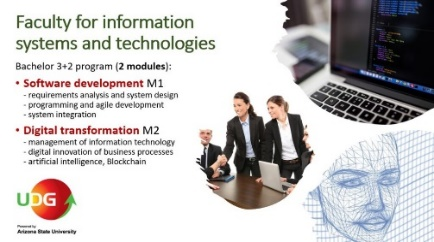 Faculty for information
systems and technologies
Bachelor 3+2 program (2 modules):
• Software development M1
- requirements analysis and system design
- programming and agile development
- system integration
• Digital transformation M2
- management of information technology
- digital innovation of business processes
- artificial intelligence, Blockchain
UDG
Powered by
Arizona State University